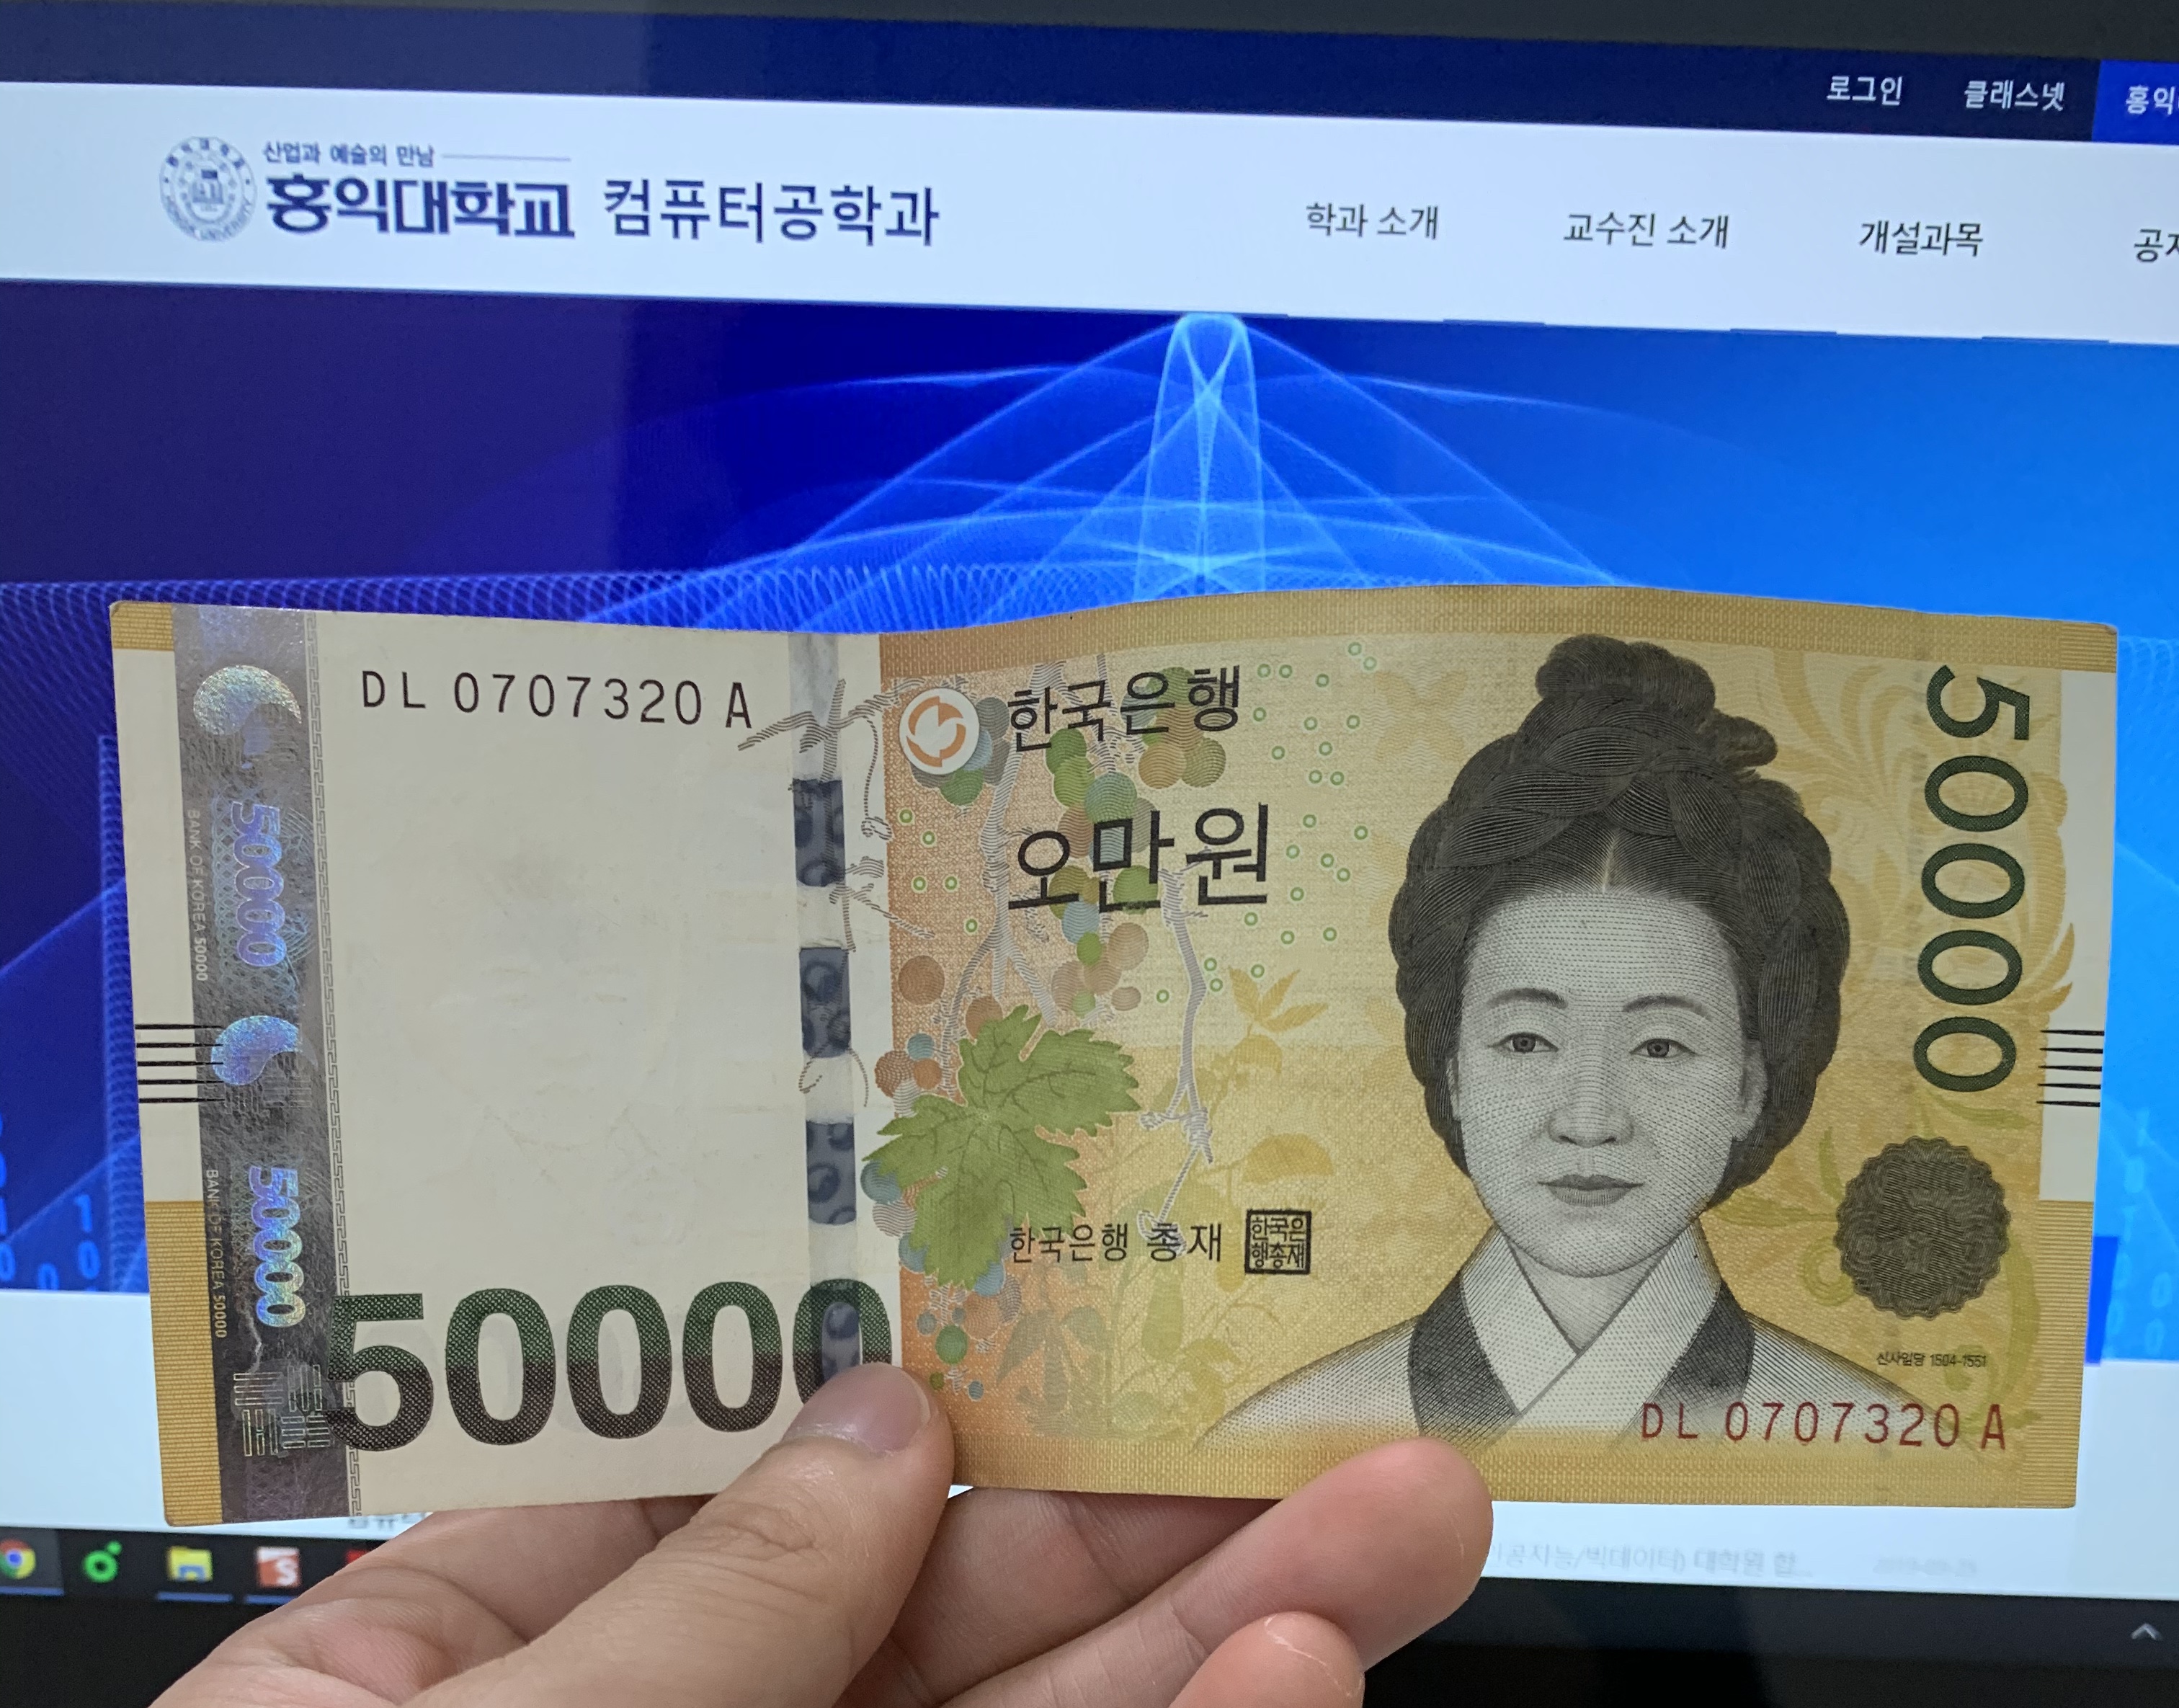 로그인 클래스넷 홍익
산업과 예술의 만남
홍익대학교 컴퓨터공학과
학과 소개 교수진 소개 개설과목
DL 0707320 A
한국은행
오만원
50000
50000
BANK OF KOREA 50000
50000
BANK OF KOREA 50000
한국은행 총재
한국은
행총재
50000
신사임당 1504-1551
DL 0707320 A